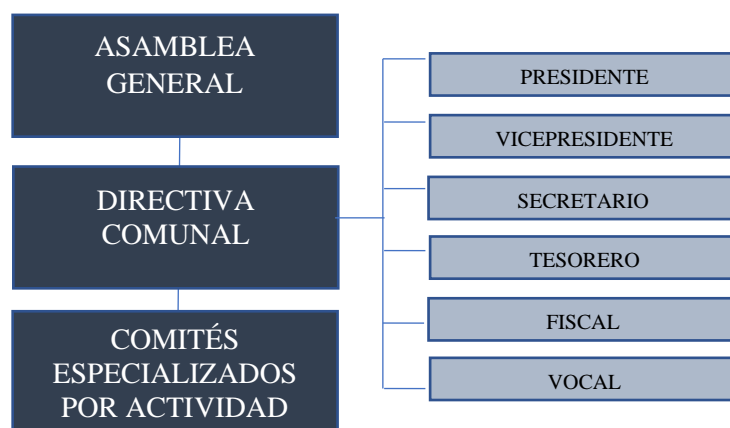 ASAMBLEA
GENERAL
DIRECTIVA
COMUNAL
COMITÉS
ESPECIALIZADOS
POR ACTIVIDAD
PRESIDENTE
VICEPRESIDENTE
SECRETARIO
TESORERO
FISCAL
VOCAL